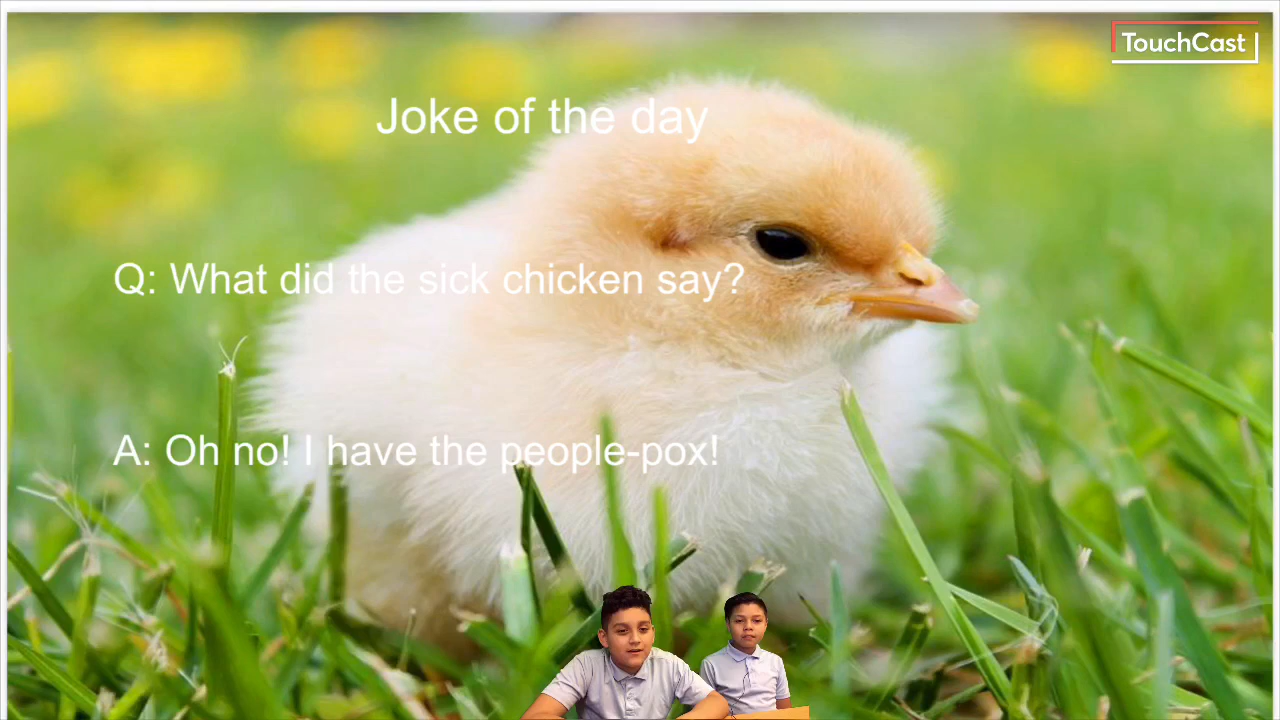 TouchCast
Joke of the day
Q: What did the sick chicken say?
A: Oh no! I have the people-pox!